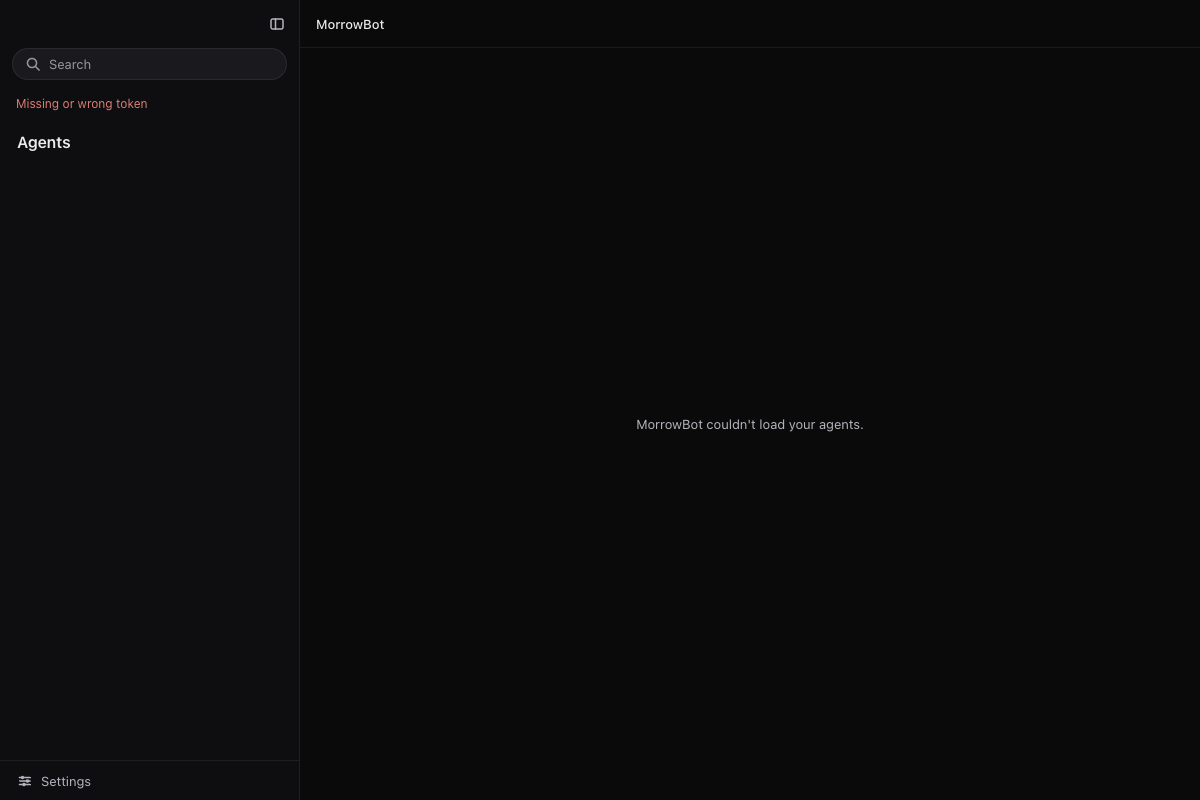 MorrowBot
Search
Missing or wrong token
Agents
MorrowBot couldn't load your agents.
Settings